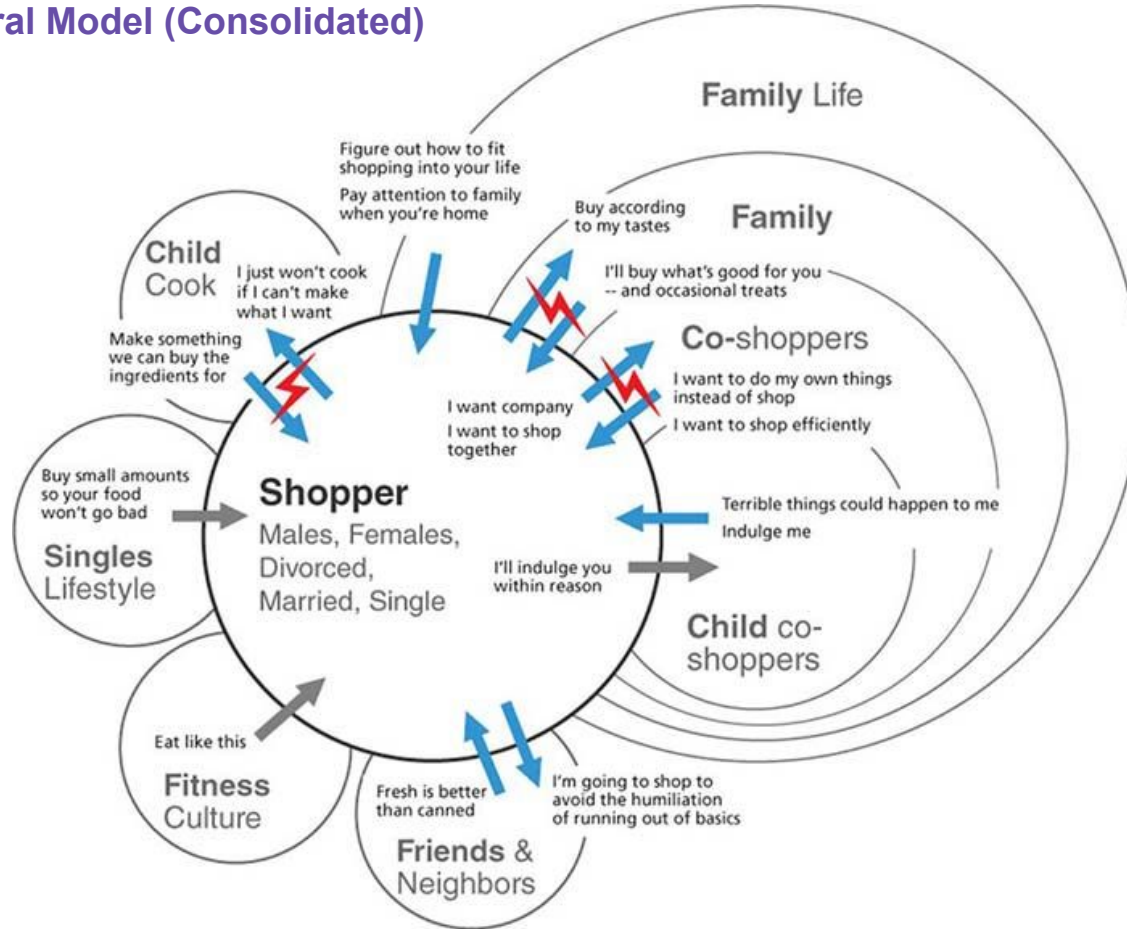 ral Model (Consolidated)
Family Life
Figure out how to fit
shopping into your life
Pay attention to family
when you're home
Buy according
to my tastes
Family
Child
Cook
I just won't cook
if I can't make
what I want
I'll buy what's good for you
-- and occasional treats
Make something
we can buy the
ingredients for
Co-shoppers
I want to do my own things
instead of shop
I want to shop efficiently
I want company
I want to shop
together
Buy small amounts
so your food
won't go bad
Singles
Lifestyle
Shopper
Males, Females,
Divorced,
Married, Single
Terrible things could happen to me
Indulge me
I'll indulge you
within reason
Child co-
shoppers
Eat like this
Fitness
Culture
Fresh is better
than canned
I'm going to shop to
avoid the humiliation
of running out of basics
Friends &
Neighbors